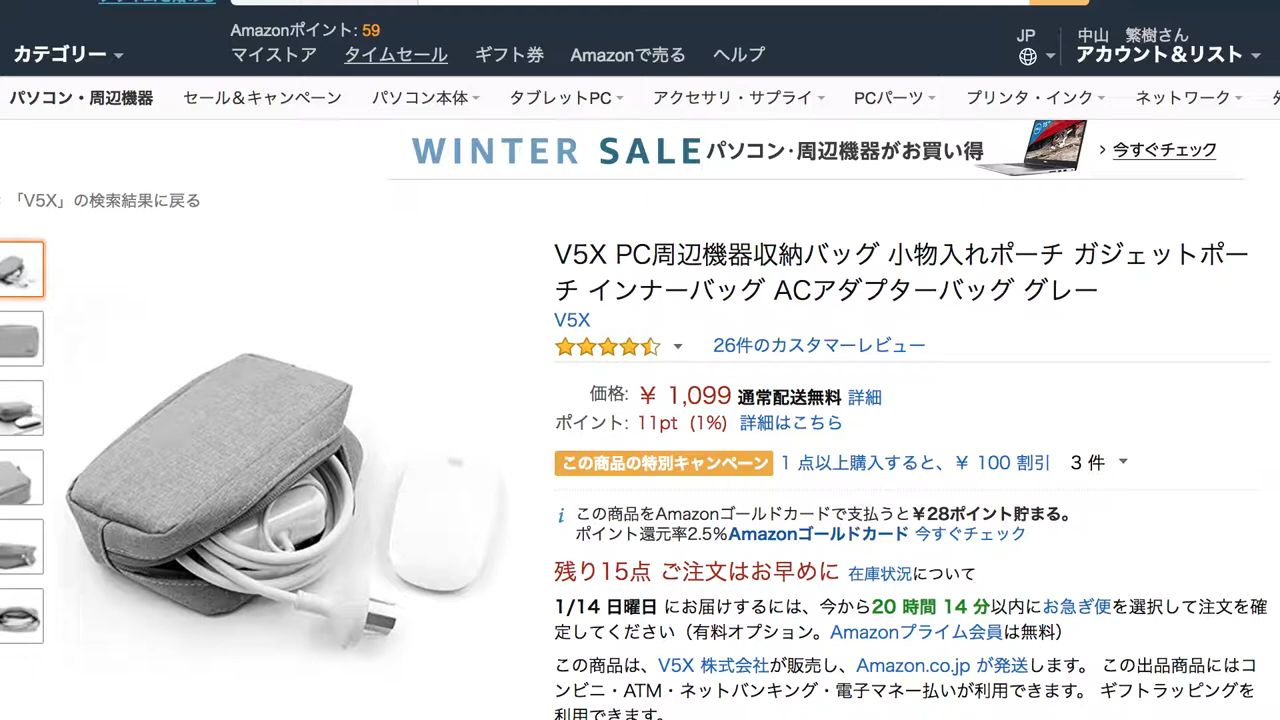 Amazonポイント: 59
カテゴリー
マイストア タイムセール ギフト券 Amazonで売る ヘルプ
JP
中山 繁樹さん
アカウント＆リスト
パソコン・周辺機器 セール＆キャンペーン パソコン本体 タブレットPC アクセサリ・サプライ PCパーツ プリンタ・インク ネットワーク
WINTER SALE パソコン・周辺機器がお買い得 › 今すぐチェック
「V5X」の検索結果に戻る
V5X PC周辺機器収納バッグ 小物入れポーチ ガジェットポー
チ インナーバッグ ACアダプターバッグ グレー
V5X
26件のカスタマーレビュー
価格: ￥ 1,099 通常配送無料 詳細
ポイント: 11pt (1%) 詳細はこちら
この商品の特別キャンペーン 1 点以上購入すると、￥ 100 割引 3 件
i この商品をAmazonゴールドカードで支払うと¥28ポイント貯まる。
ポイント還元率2.5%Amazonゴールドカード 今すぐチェック
残り15点 ご注文はお早めに 在庫状況について
1/14 日曜日 にお届けするには、今から20 時間 14 分以内にお急ぎ便を選択して注文を確
定してください（有料オプション。Amazonプライム会員は無料）
この商品は、V5X 株式会社が販売し、Amazon.co.jp が発送します。 この出品商品にはコ
ンビニ・ATM・ネットバンキング・電子マネー払いが利用できます。 ギフトラッピングを
利用できます。